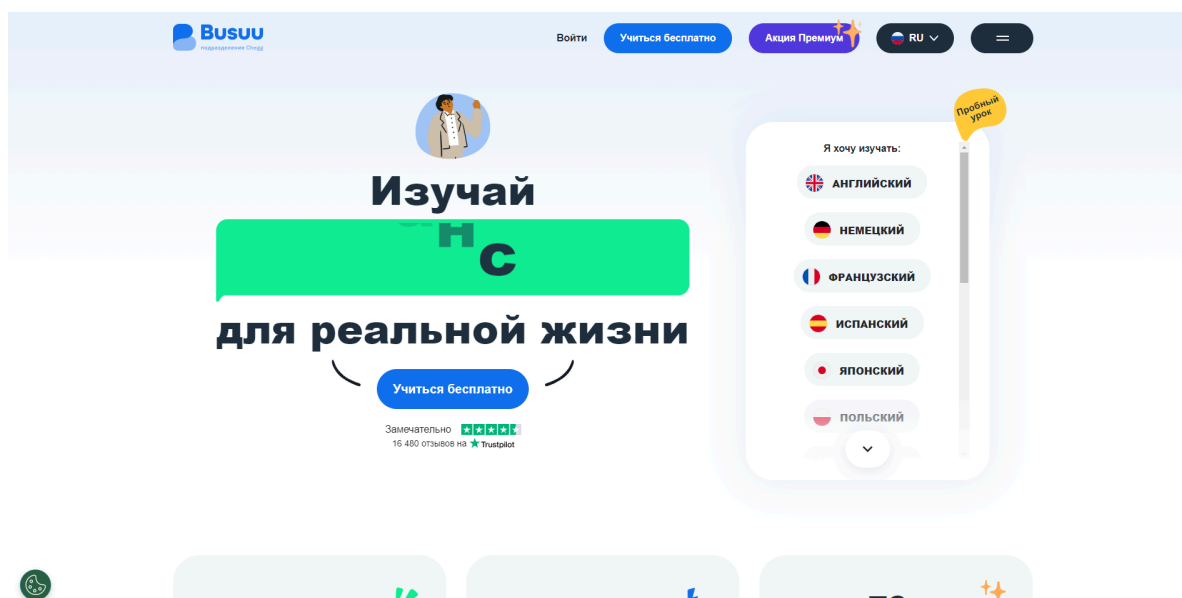 Busuu
подразделение Chegg
Войти
Учиться бесплатно
Акция Премиум
RU
Изучай
для реальной жизни
Учиться бесплатно
Замечательно
16 480 отзывов на Trustpilot
Пробный
урок
Я хочу изучать:
АНГЛИЙСКИЙ
НЕМЕЦКИЙ
ФРАНЦУЗСКИЙ
ИСПАНСКИЙ
ЯПОНСКИЙ
ПОЛЬСКИЙ